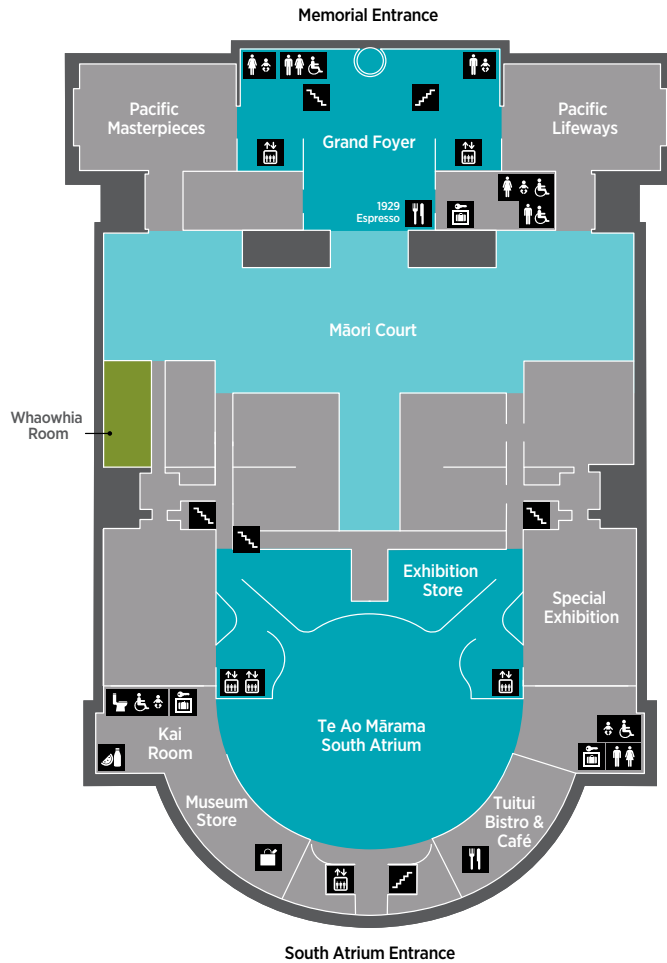 Memorial Entrance
Pacific
Masterpieces
Grand Foyer
Pacific
Lifeways
1929
Espresso
Māori Court
Whaowhia
Room
Exhibition
Store
Special
Exhibition
Te Ao Mārama
South Atrium
Kai
Room
Museum
Store
Tuitui
Bistro &
Café
South Atrium Entrance